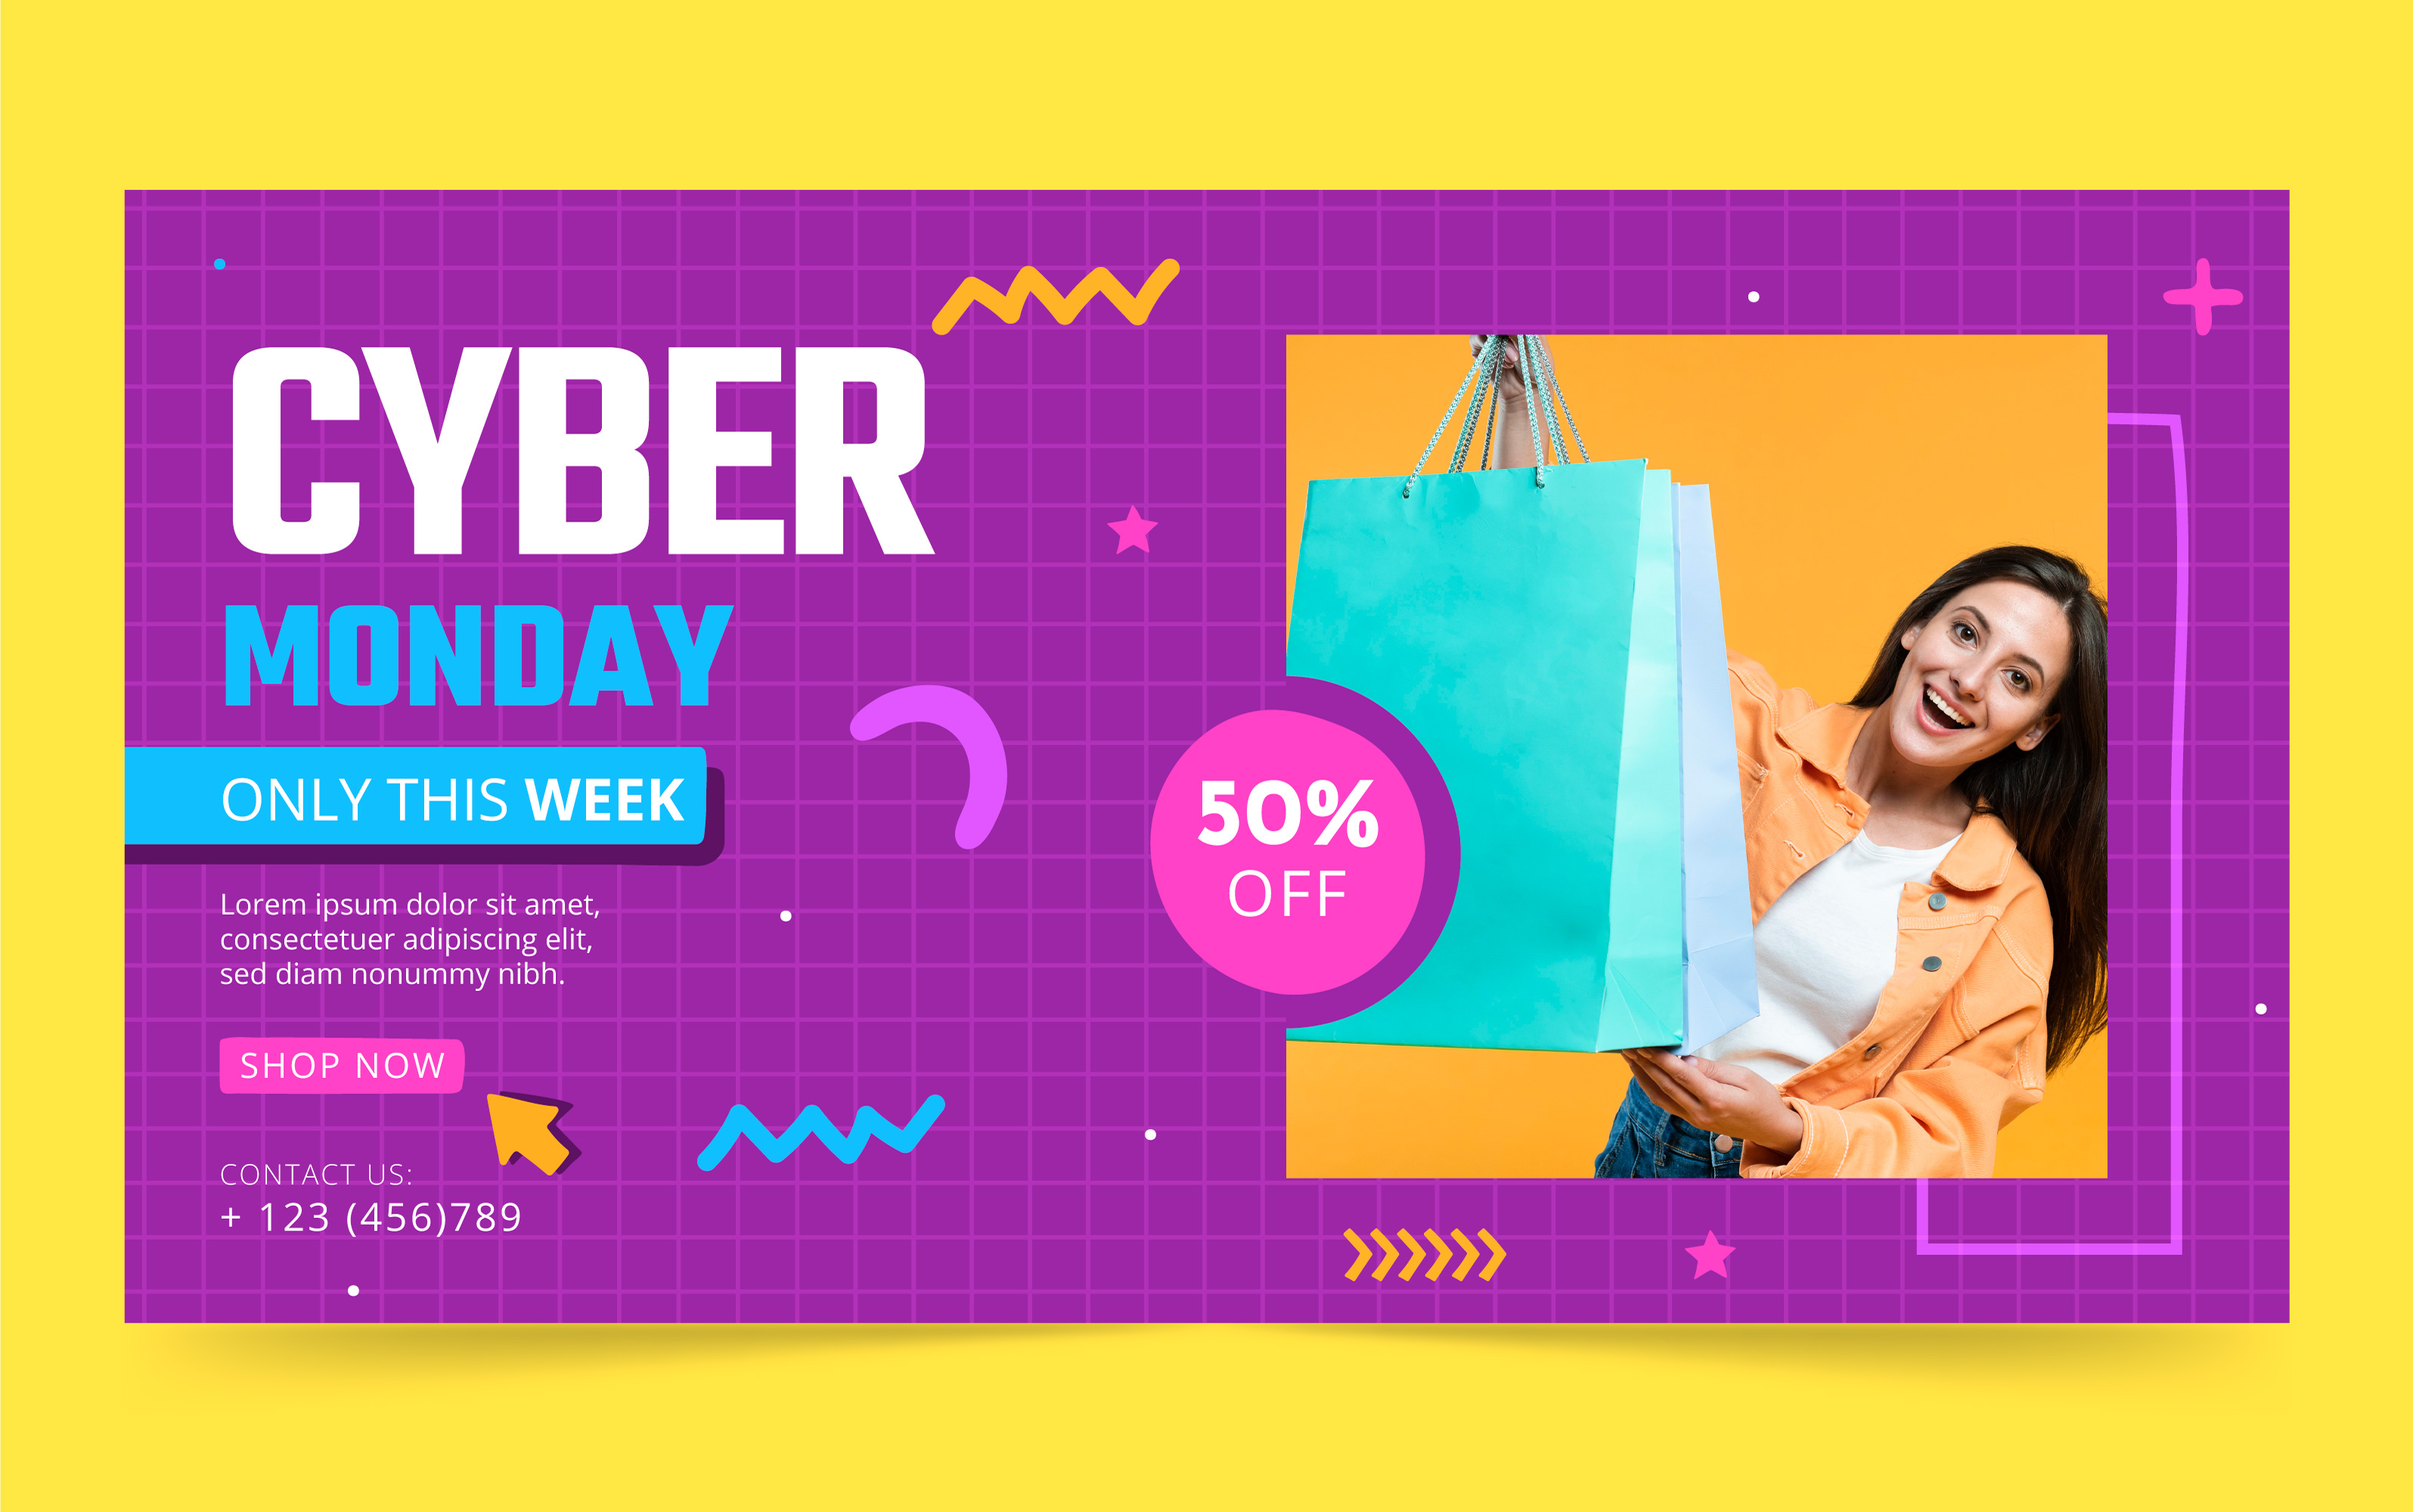 CYBER
MONDAY
ONLY THIS WEEK
Lorem ipsum dolor sit amet,
consectetuer adipiscing elit,
sed diam nonummy nibh.
SHOP NOW
CONTACT US:
+ 123 (456)789
50%
OFF